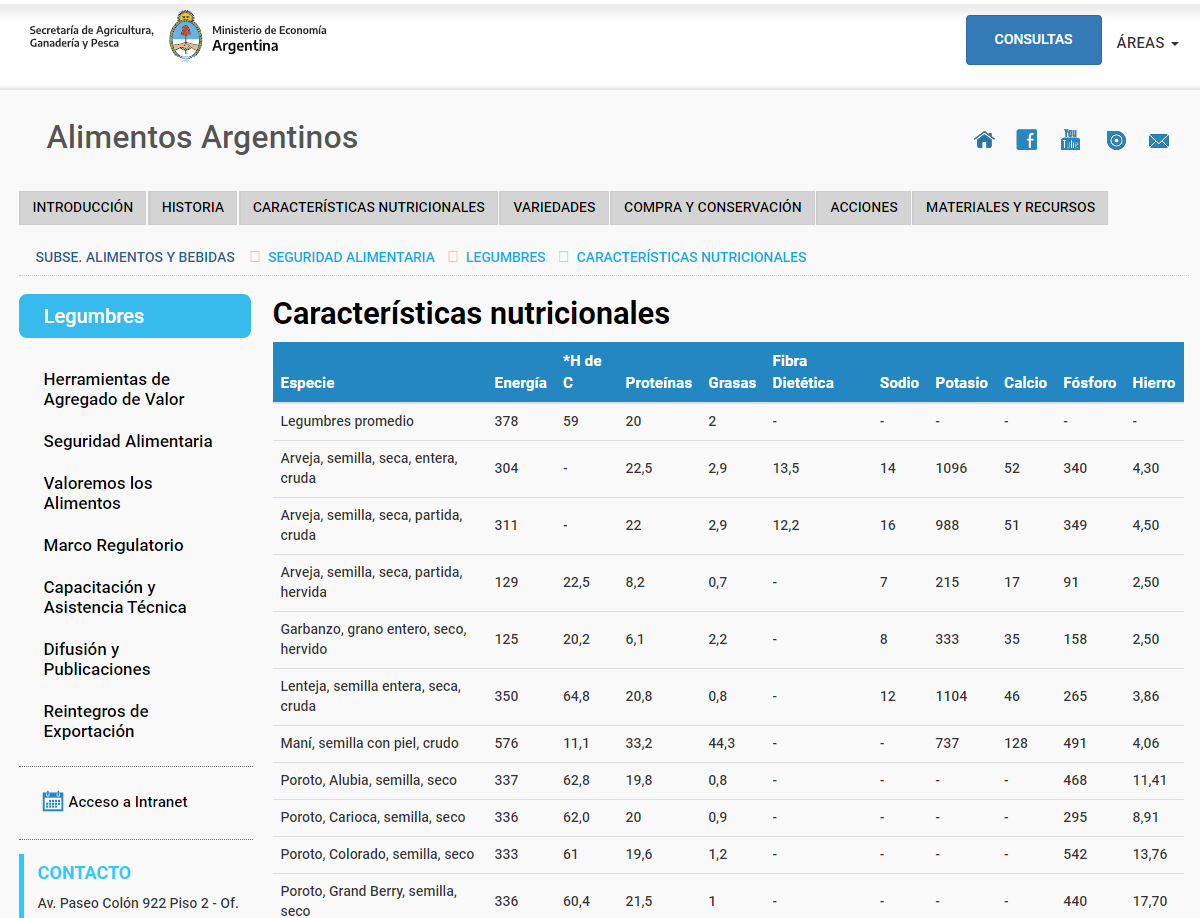 Secretaría de Agricultura,
Ganadería y Pesca
Ministerio de Economía
Argentina
CONSULTAS
ÁREAS
Alimentos Argentinos
You
Tube
INTRODUCCIÓN HISTORIA CARACTERÍSTICAS NUTRICIONALES VARIEDADES COMPRA Y CONSERVACIÓN ACCIONES MATERIALES Y RECURSOS
SUBSE. ALIMENTOS Y BEBIDAS SEGURIDAD ALIMENTARIA LEGUMBRES CARACTERÍSTICAS NUTRICIONALES
Legumbres
Herramientas de
Agregado de Valor
Seguridad Alimentaria
Valoremos los
Alimentos
Marco Regulatorio
Capacitación y
Asistencia Técnica
Difusión y
Publicaciones
Reintegros de
Exportación
Acceso a Intranet
CONTACTO
Av. Paseo Colón 922 Piso 2 - Of.
Características nutricionales
*H de Fibra
Especie Energía C Proteínas Grasas Dietética Sodio Potasio Calcio Fósforo Hierro
Legumbres promedio 378 59 20 2 - - - - - -
Arveja, semilla, seca, entera,
cruda 304 - 22,5 2,9 13,5 14 1096 52 340 4,30
Arveja, semilla, seca, partida,
cruda 311 - 22 2,9 12,2 16 988 51 349 4,50
Arveja, semilla, seca, partida,
hervida 129 22,5 8,2 0,7 - 7 215 17 91 2,50
Garbanzo, grano entero, seco,
hervido 125 20,2 6,1 2,2 - 8 333 35 158 2,50
Lenteja, semilla entera, seca,
cruda 350 64,8 20,8 0,8 - 12 1104 46 265 3,86
Maní, semilla con piel, crudo 576 11,1 33,2 44,3 - - 737 128 491 4,06
Poroto, Alubia, semilla, seco 337 62,8 19,8 0,8 - - - - 468 11,41
Poroto, Carioca, semilla, seco 336 62,0 20 0,9 - - - - 295 8,91
Poroto, Colorado, semilla, seco 333 61 19,6 1,2 - - - - 542 13,76
Poroto, Grand Berry, semilla,
seco 336 60,4 21,5 1 - - - - 440 17,70